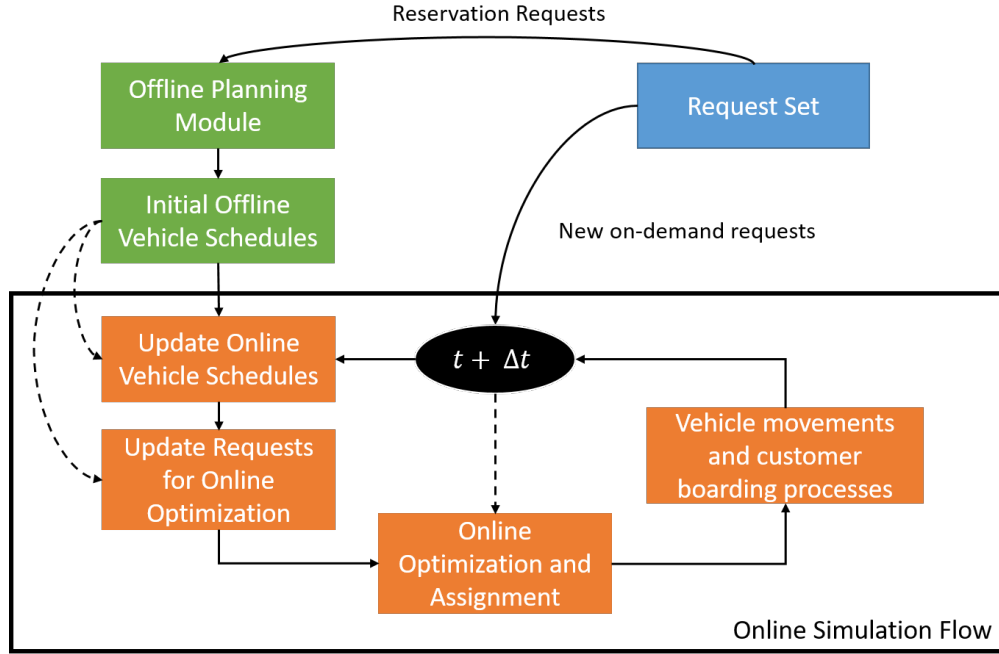 Reservation Requests
Offline Planning
Module
Request Set
Initial Offline
Vehicle Schedules
New on-demand requests
Update Online
Vehicle Schedules
t + Δt
Update Requests
for Online
Optimization
Vehicle movements
and customer
boarding processes
Online
Optimization and
Assignment
Online Simulation Flow